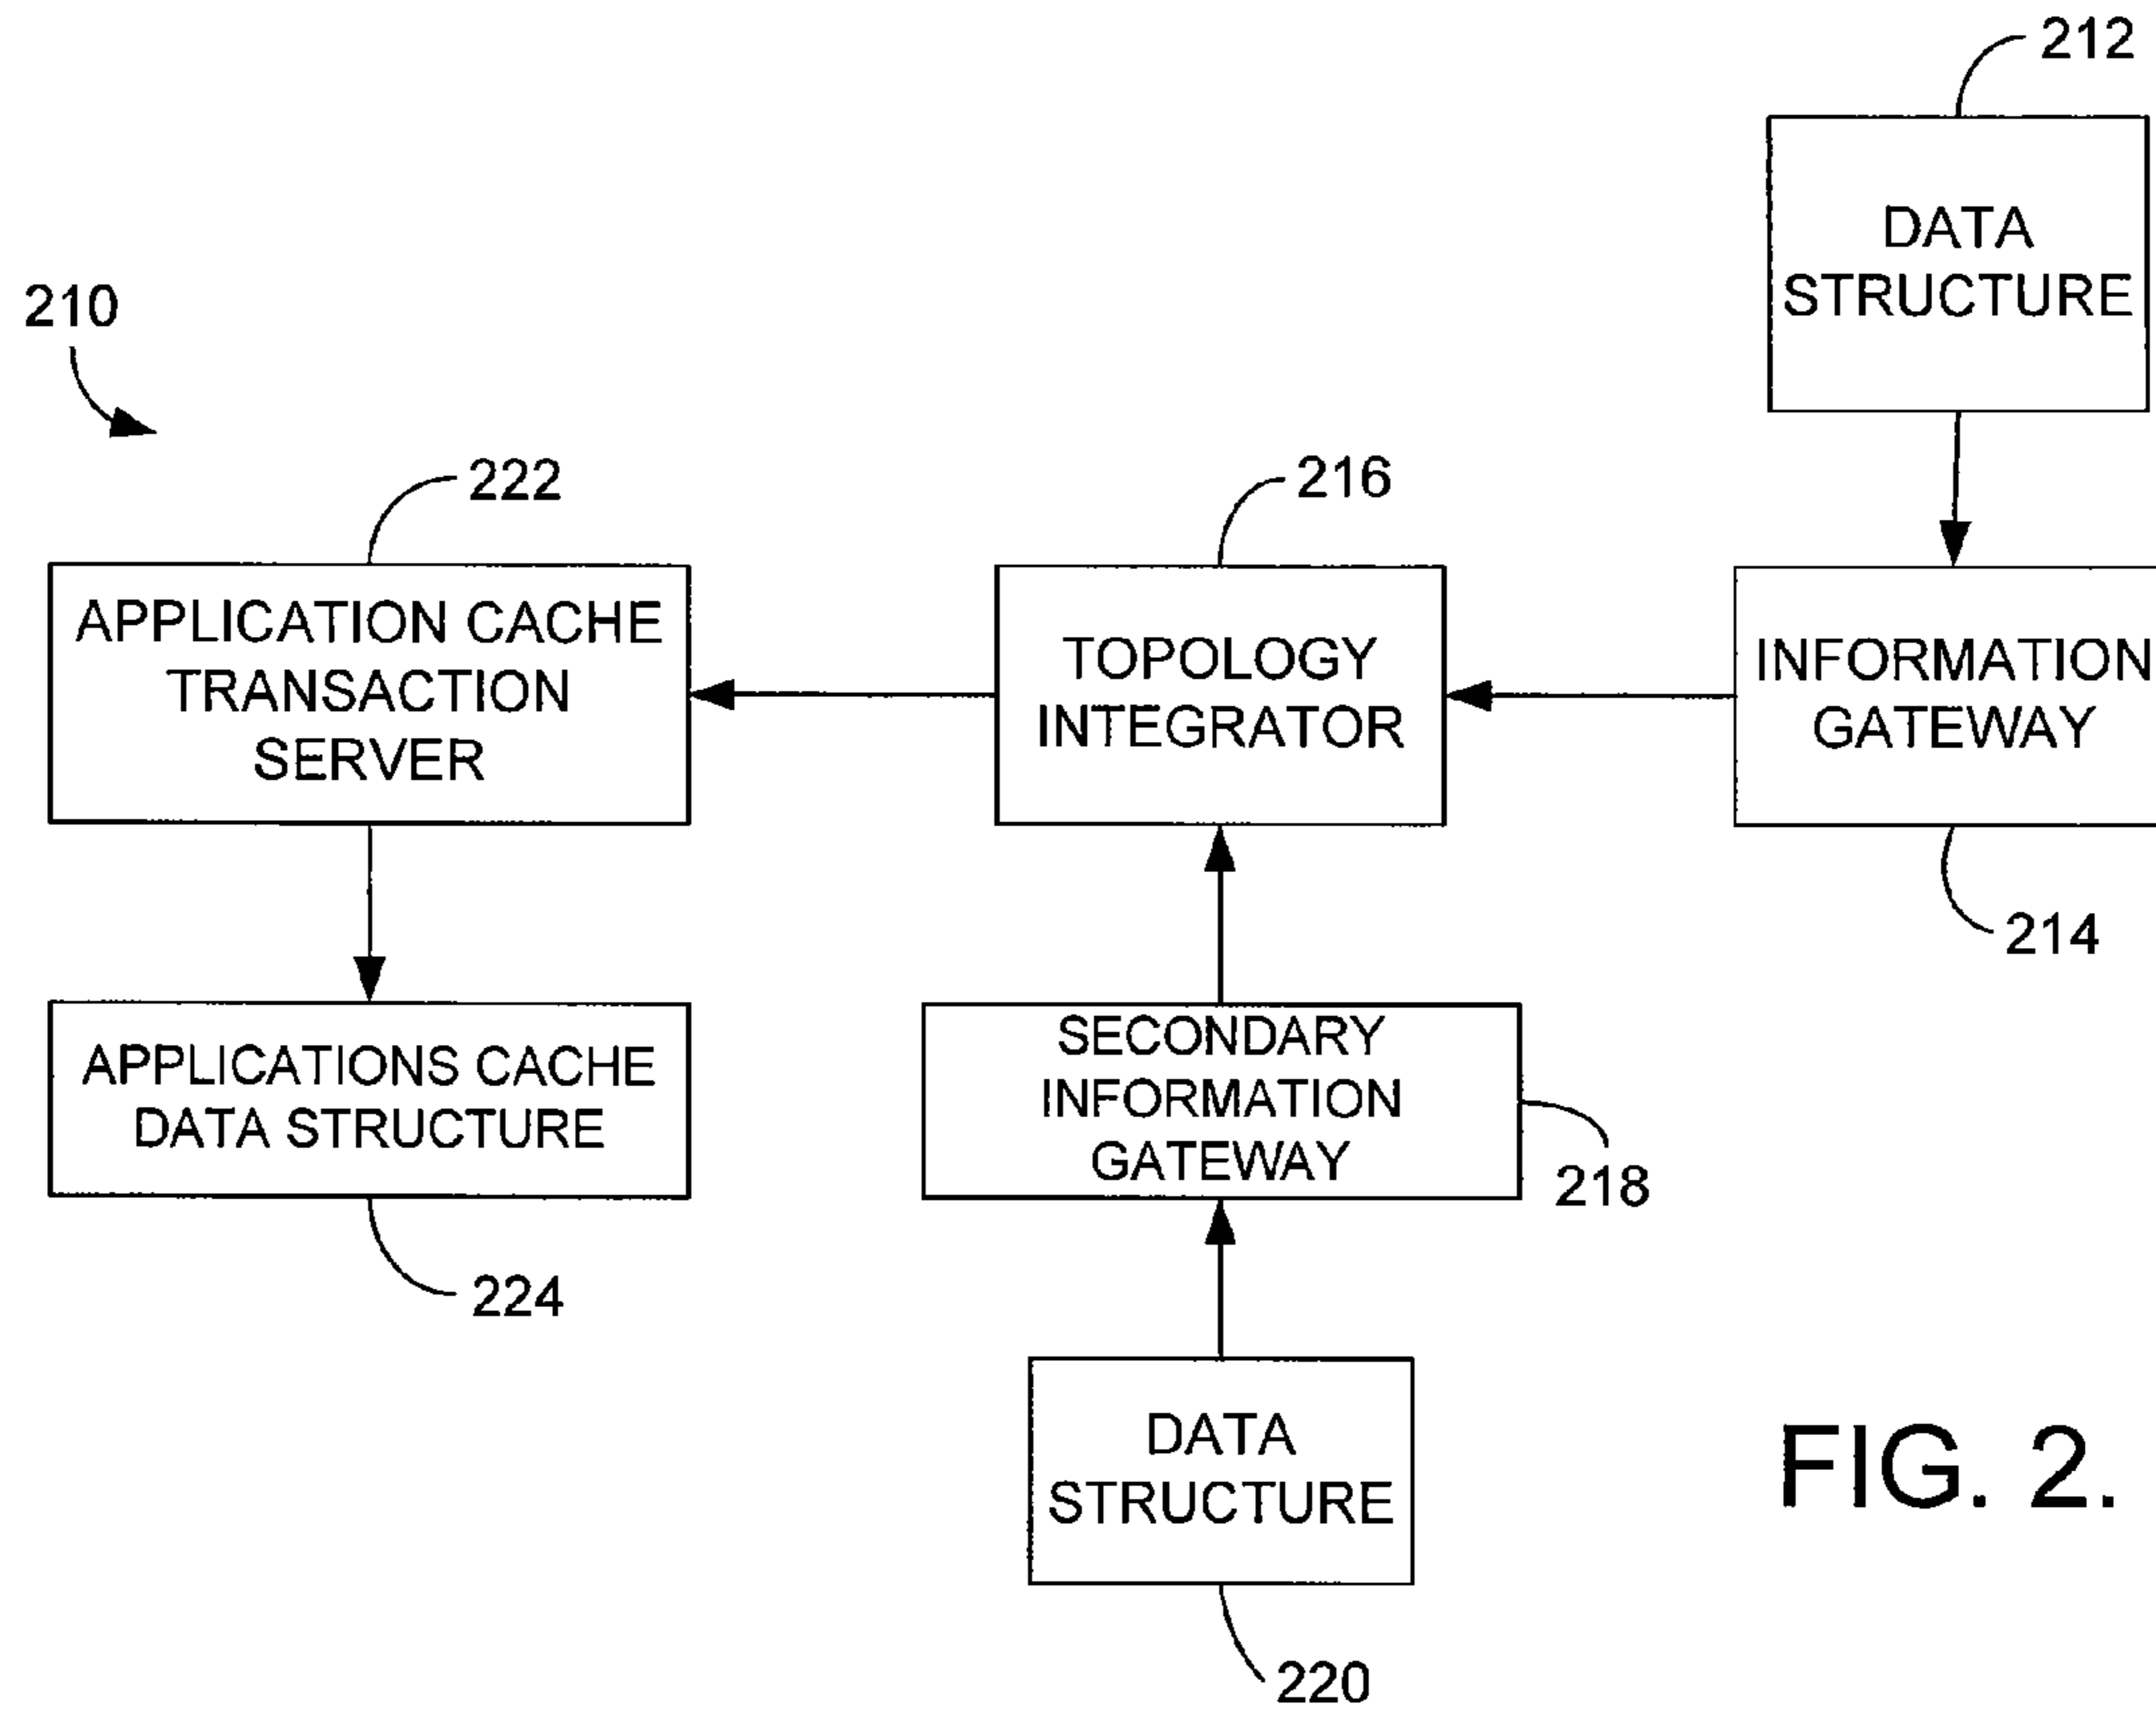 212
DATA
STRUCTURE
210
222
216
APPLICATION CACHE
TRANSACTION
SERVER
TOPOLOGY
INTEGRATOR
INFORMATION
GATEWAY
214
APPLICATIONS CACHE
DATA STRUCTURE
SECONDARY
INFORMATION
GATEWAY
218
224
DATA
STRUCTURE
220
FIG. 2.